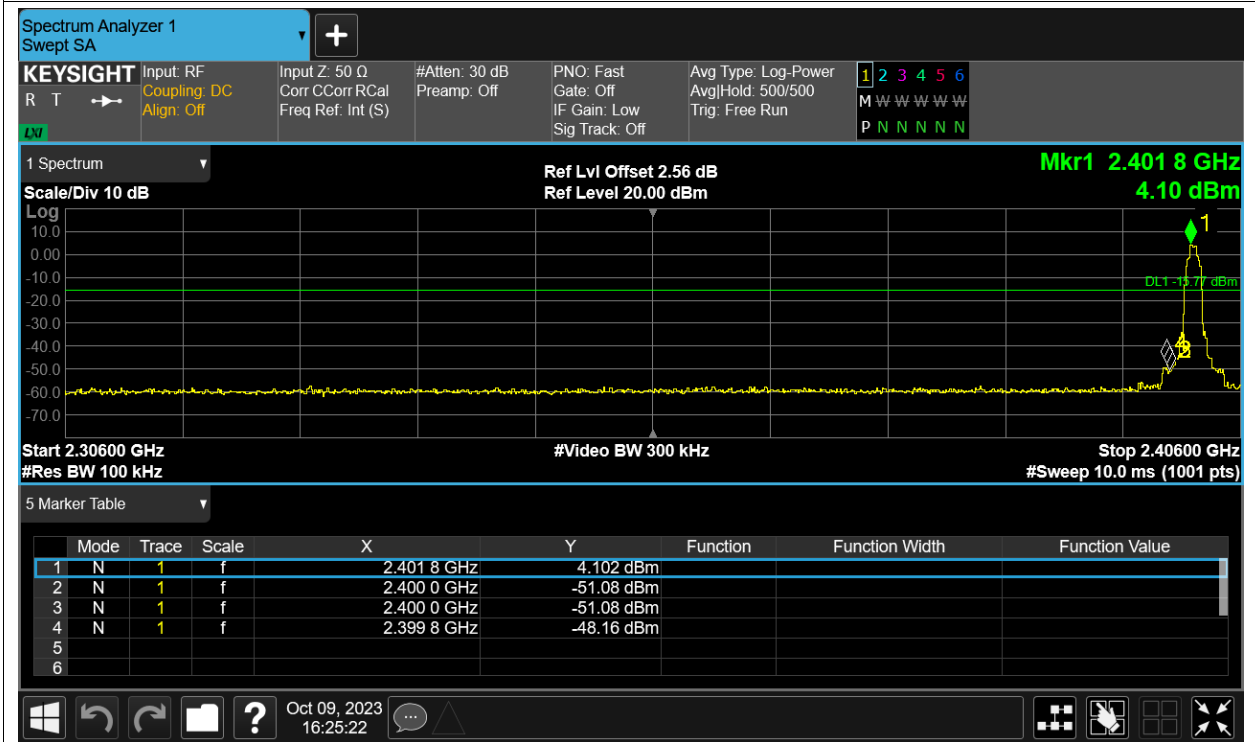 Spectrum Analyzer 1
Swept SA
KEYSIGHT
R T
LXI
Input: RF
Coupling: DC
Align: Off
Input Z: 50 Ω
Corr CCorr RCal
Freq Ref: Int (S)
#Atten: 30 dB
Preamp: Off
PNO: Fast
Gate: Off
IF Gain: Low
Sig Track: Off
Avg Type: Log-Power
Avg|Hold: 500/500
Trig: Free Run
1 2 3 4 5 6
M W W W W W
P N N N N N
1 Spectrum
Scale/Div 10 dB
Ref Lvl Offset 2.56 dB
Ref Level 20.00 dBm
Mkr1 2.401 8 GHz
4.10 dBm
Log
10.0
0.00
-10.0
-20.0
-30.0
-40.0
-50.0
-60.0
-70.0
1
DL1 -15.77 dBm
Start 2.30600 GHz
#Res BW 100 kHz
#Video BW 300 kHz
Stop 2.40600 GHz
#Sweep 10.0 ms (1001 pts)
5 Marker Table
Mode Trace Scale X Y Function Function Width Function Value
1 N 1 f 2.401 8 GHz 4.102 dBm
2 N 1 f 2.400 0 GHz -51.08 dBm
3 N 1 f 2.400 0 GHz -51.08 dBm
4 N 1 f 2.399 8 GHz -48.16 dBm
5
6
?
Oct 09, 2023
16:25:22